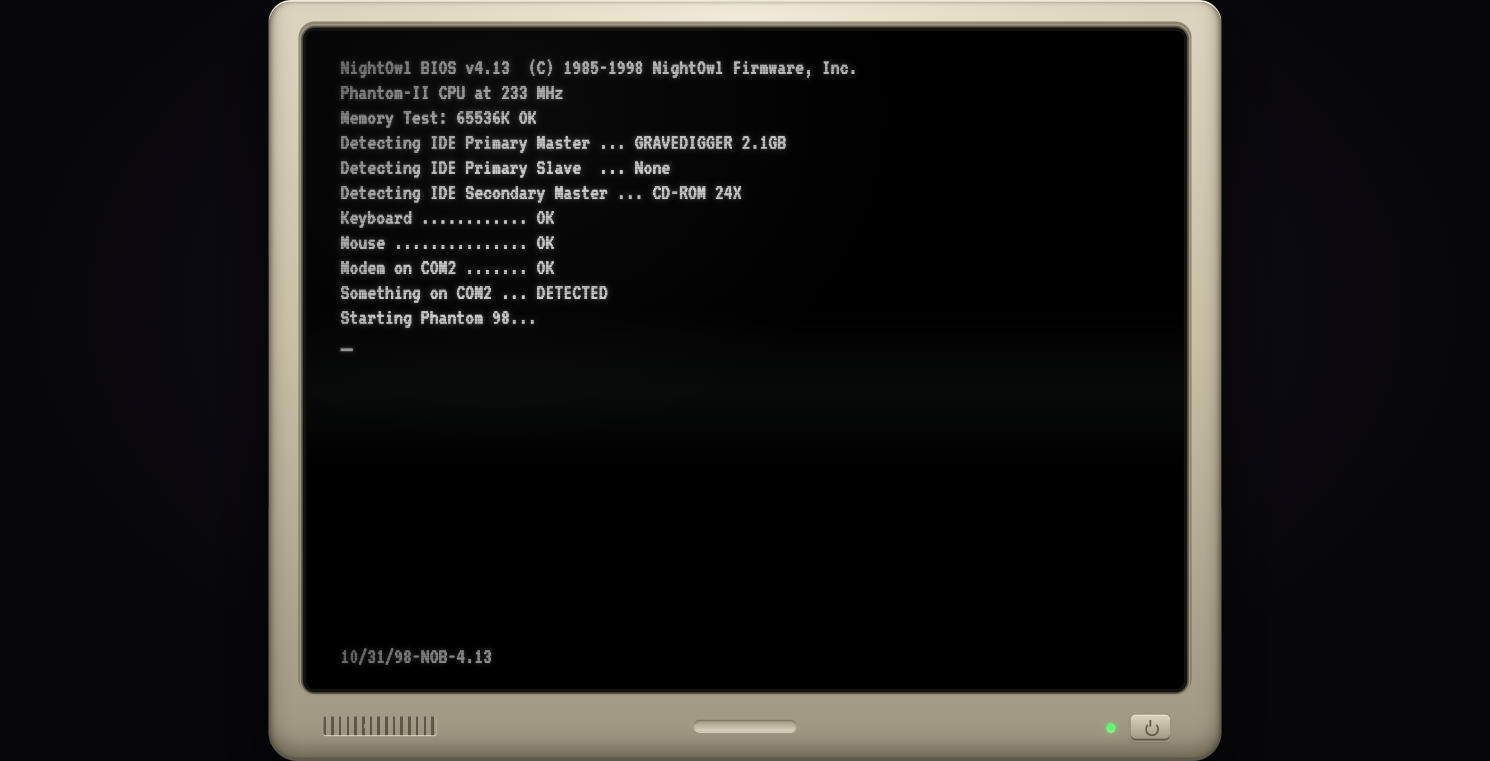 NightOwl BIOS v4.13  (C) 1985-1998 NightOwl Firmware, Inc.
Phantom-II CPU at 233 MHz
Memory Test: 65536K OK
Detecting IDE Primary Master ... GRAVEDIGGER 2.1GB
Detecting IDE Primary Slave  ... None
Detecting IDE Secondary Master ... CD-ROM 24X
Keyboard ............ OK
Mouse ............... OK
Modem on COM2 ....... OK
Something on COM2 ... DETECTED
Starting Phantom 98...
_
10/31/98-NOB-4.13